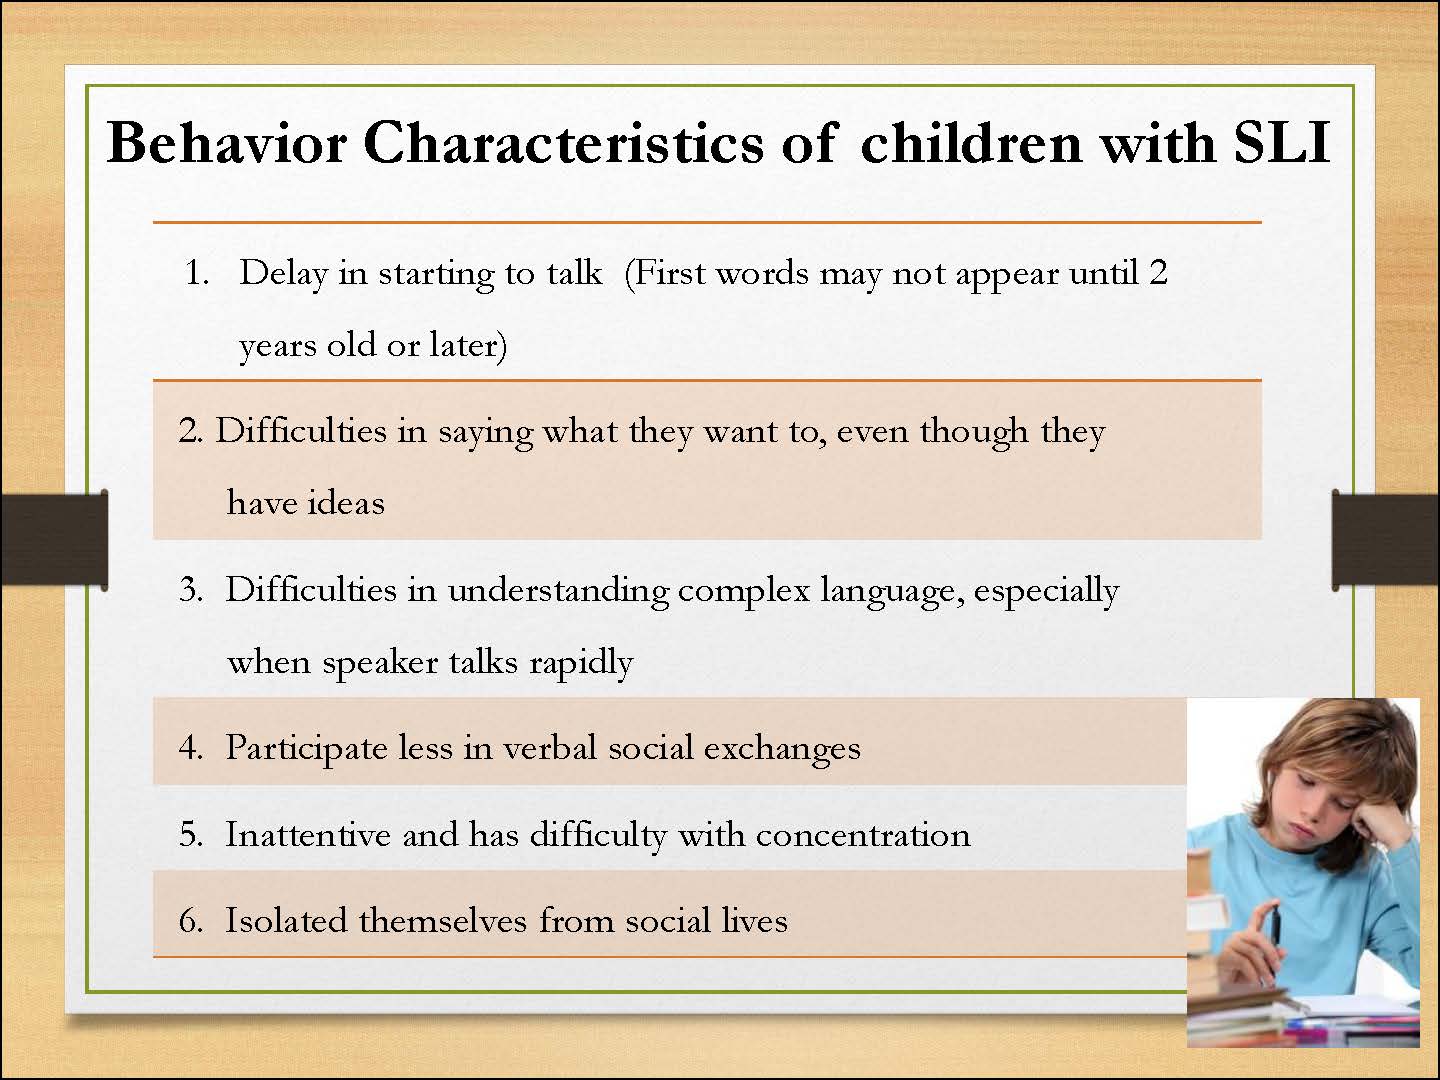 Behavior Characteristics of children with SLI
1. Delay in starting to talk (First words may not appear until 2
years old or later)
2. Difficulties in saying what they want to, even though they
have ideas
3. Difficulties in understanding complex language, especially
when speaker talks rapidly
4. Participate less in verbal social exchanges
5. Inattentive and has difficulty with concentration
6. Isolated themselves from social lives